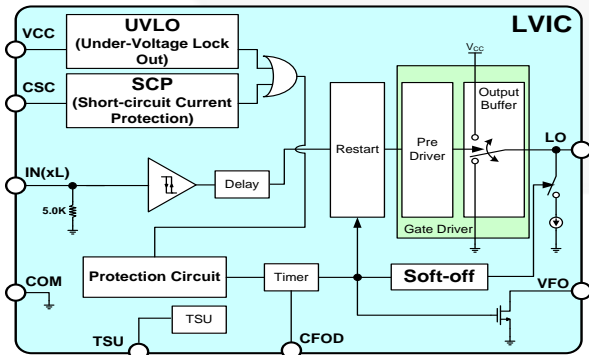 LVIC
VCC
UVLO
(Under-Voltage Lock
Out)
CSC
SCP
(Short-circuit Current
Protection)
VCC
Output
Buffer
Pre
Driver
Restart
LO
IN(xL)
Delay
5.0K
Gate Driver
Protection Circuit
Timer
Soft-off
COM
VFO
TSU
TSU
CFOD